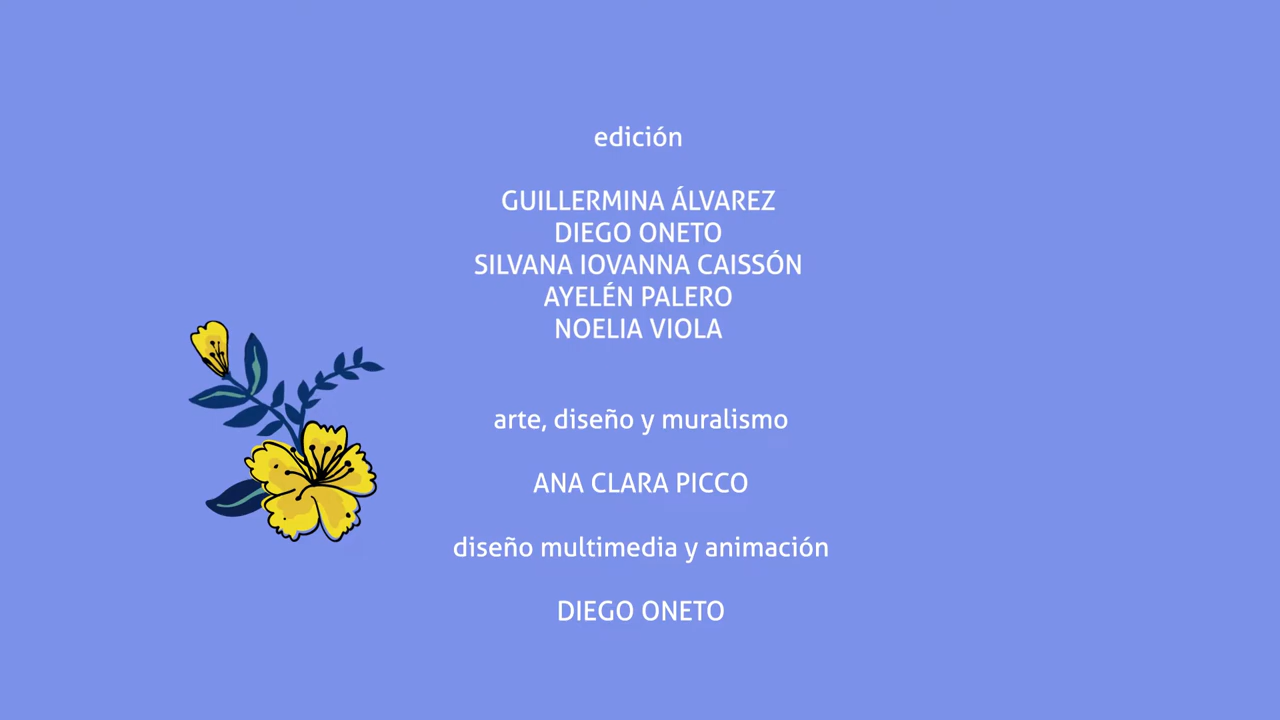 edición
GUILLERMINA ÁLVAREZ
DIEGO ONETO
SILVANA IOVANNA CAISSÓN
AYELÉN PALERO
NOELIA VIOLA
arte, diseño y muralismo
ANA CLARA PICCO
diseño multimedia y animación
DIEGO ONETO